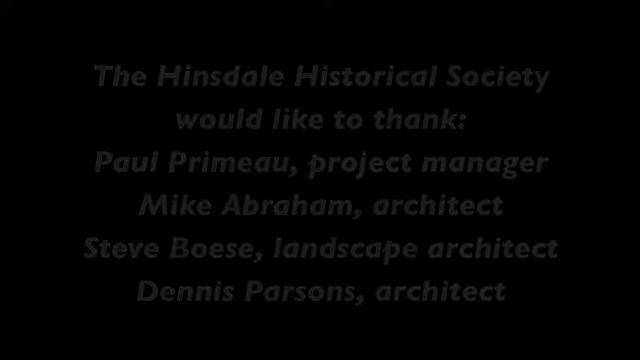 The Hinsdale Historical Society
would like to thank:
Paul Primeau, project manager
Mike Abraham, architect
Steve Boese, landscape architect
Dennis Parsons, architect